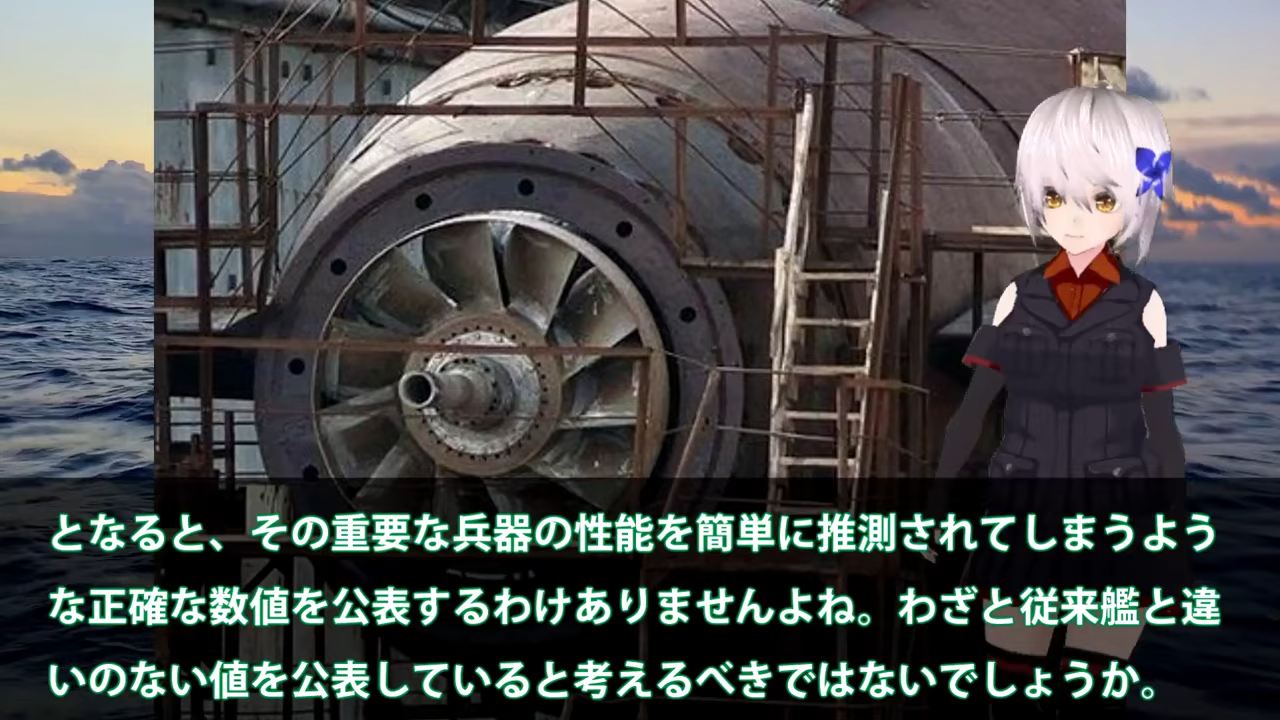 となると、その重要な兵器の性能を簡単に推測されてしまうよう
な正確な数値を公表するわけありませんよね。わざと従来艦と違
いのない値を公表していると考えるべきではないでしょうか。